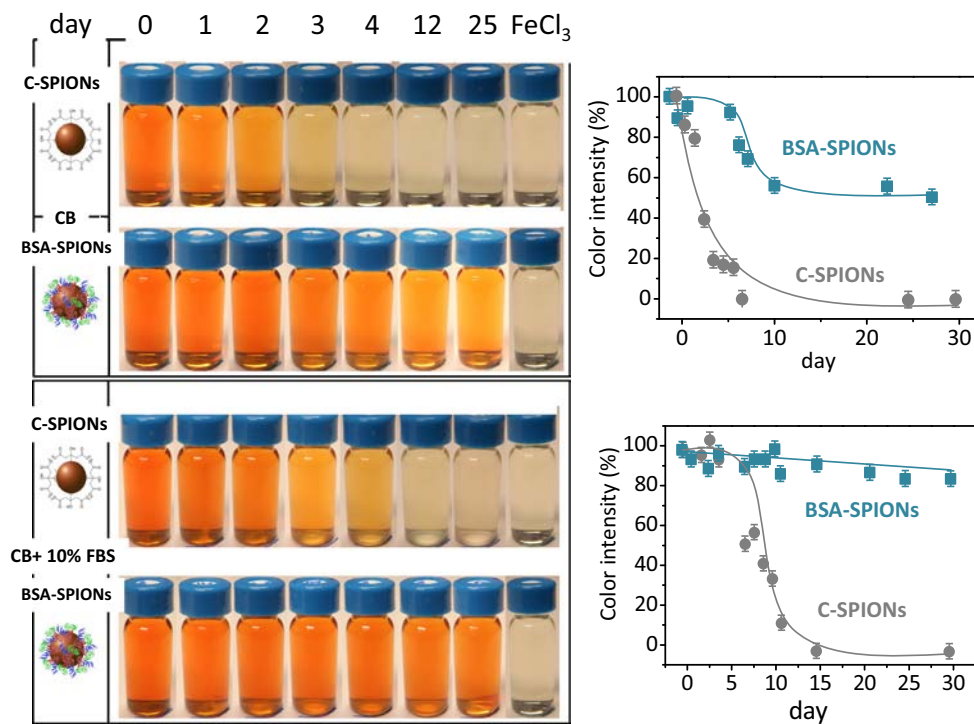 day 0 1 2 3 4 12 25 FeCl₃
C-SPIONs
CB
BSA-SPIONs
C-SPIONs
CB+ 10% FBS
BSA-SPIONs
Color intensity (%)
100
80
60
40
20
0
BSA-SPIONs
C-SPIONs
0 10 20 30
day
Color intensity (%)
100
80
60
40
20
0
BSA-SPIONs
C-SPIONs
0 5 10 15 20 25 30
day